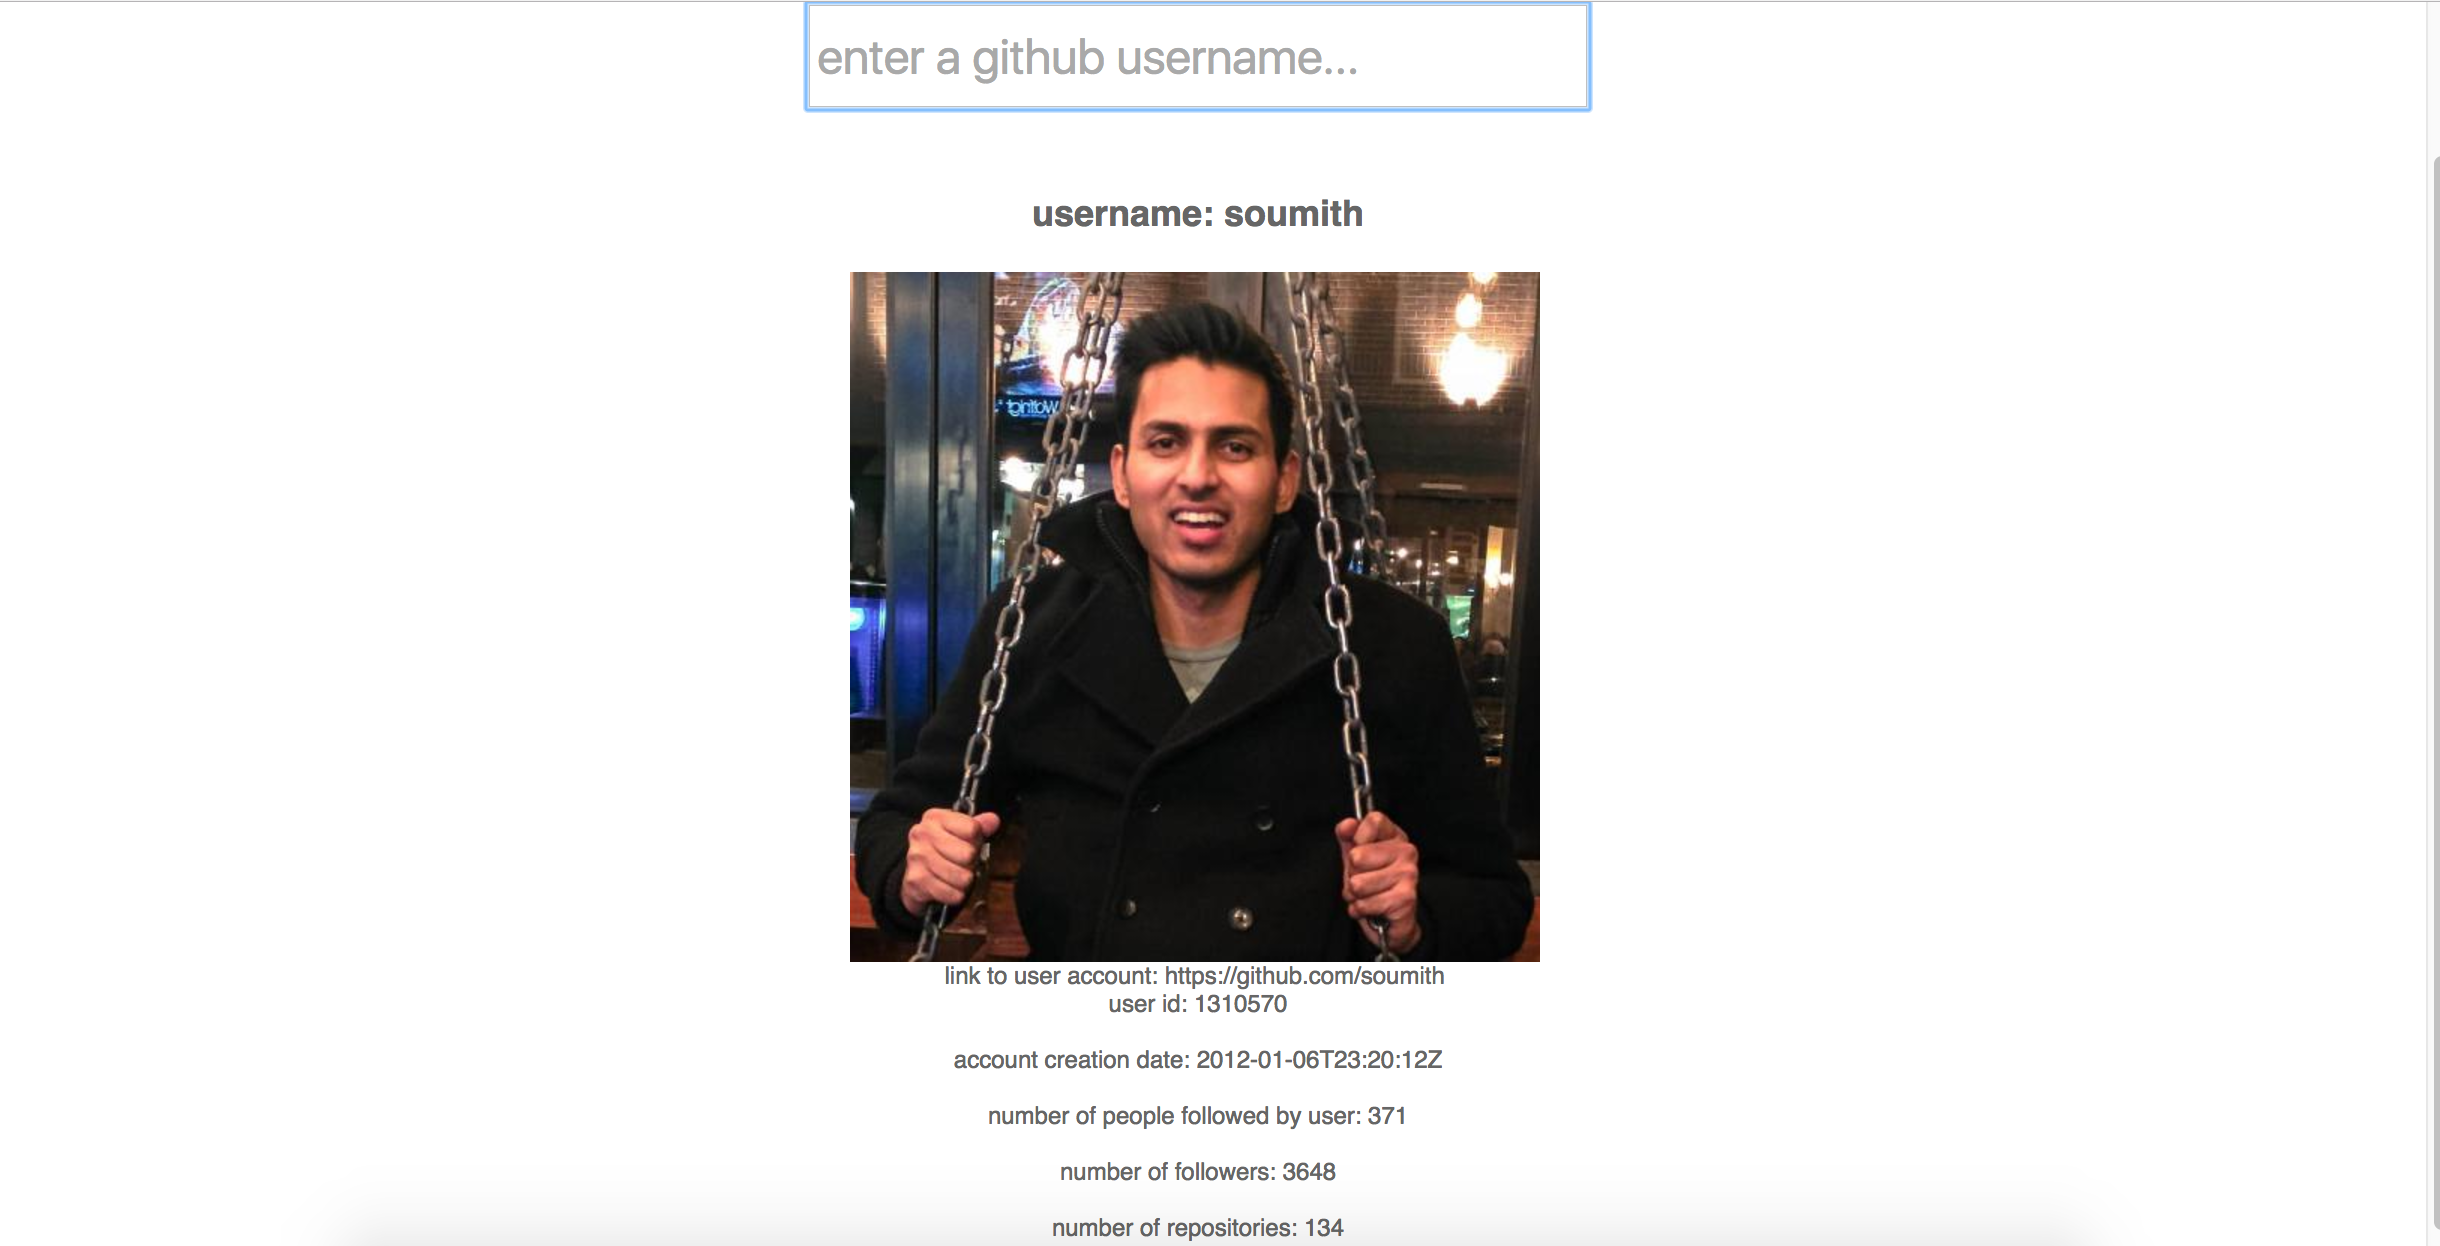 enter a github username...
username: soumith
link to user account: https://github.com/soumith
user id: 1310570
account creation date: 2012-01-06T23:20:12Z
number of people followed by user: 371
number of followers: 3648
number of repositories: 134